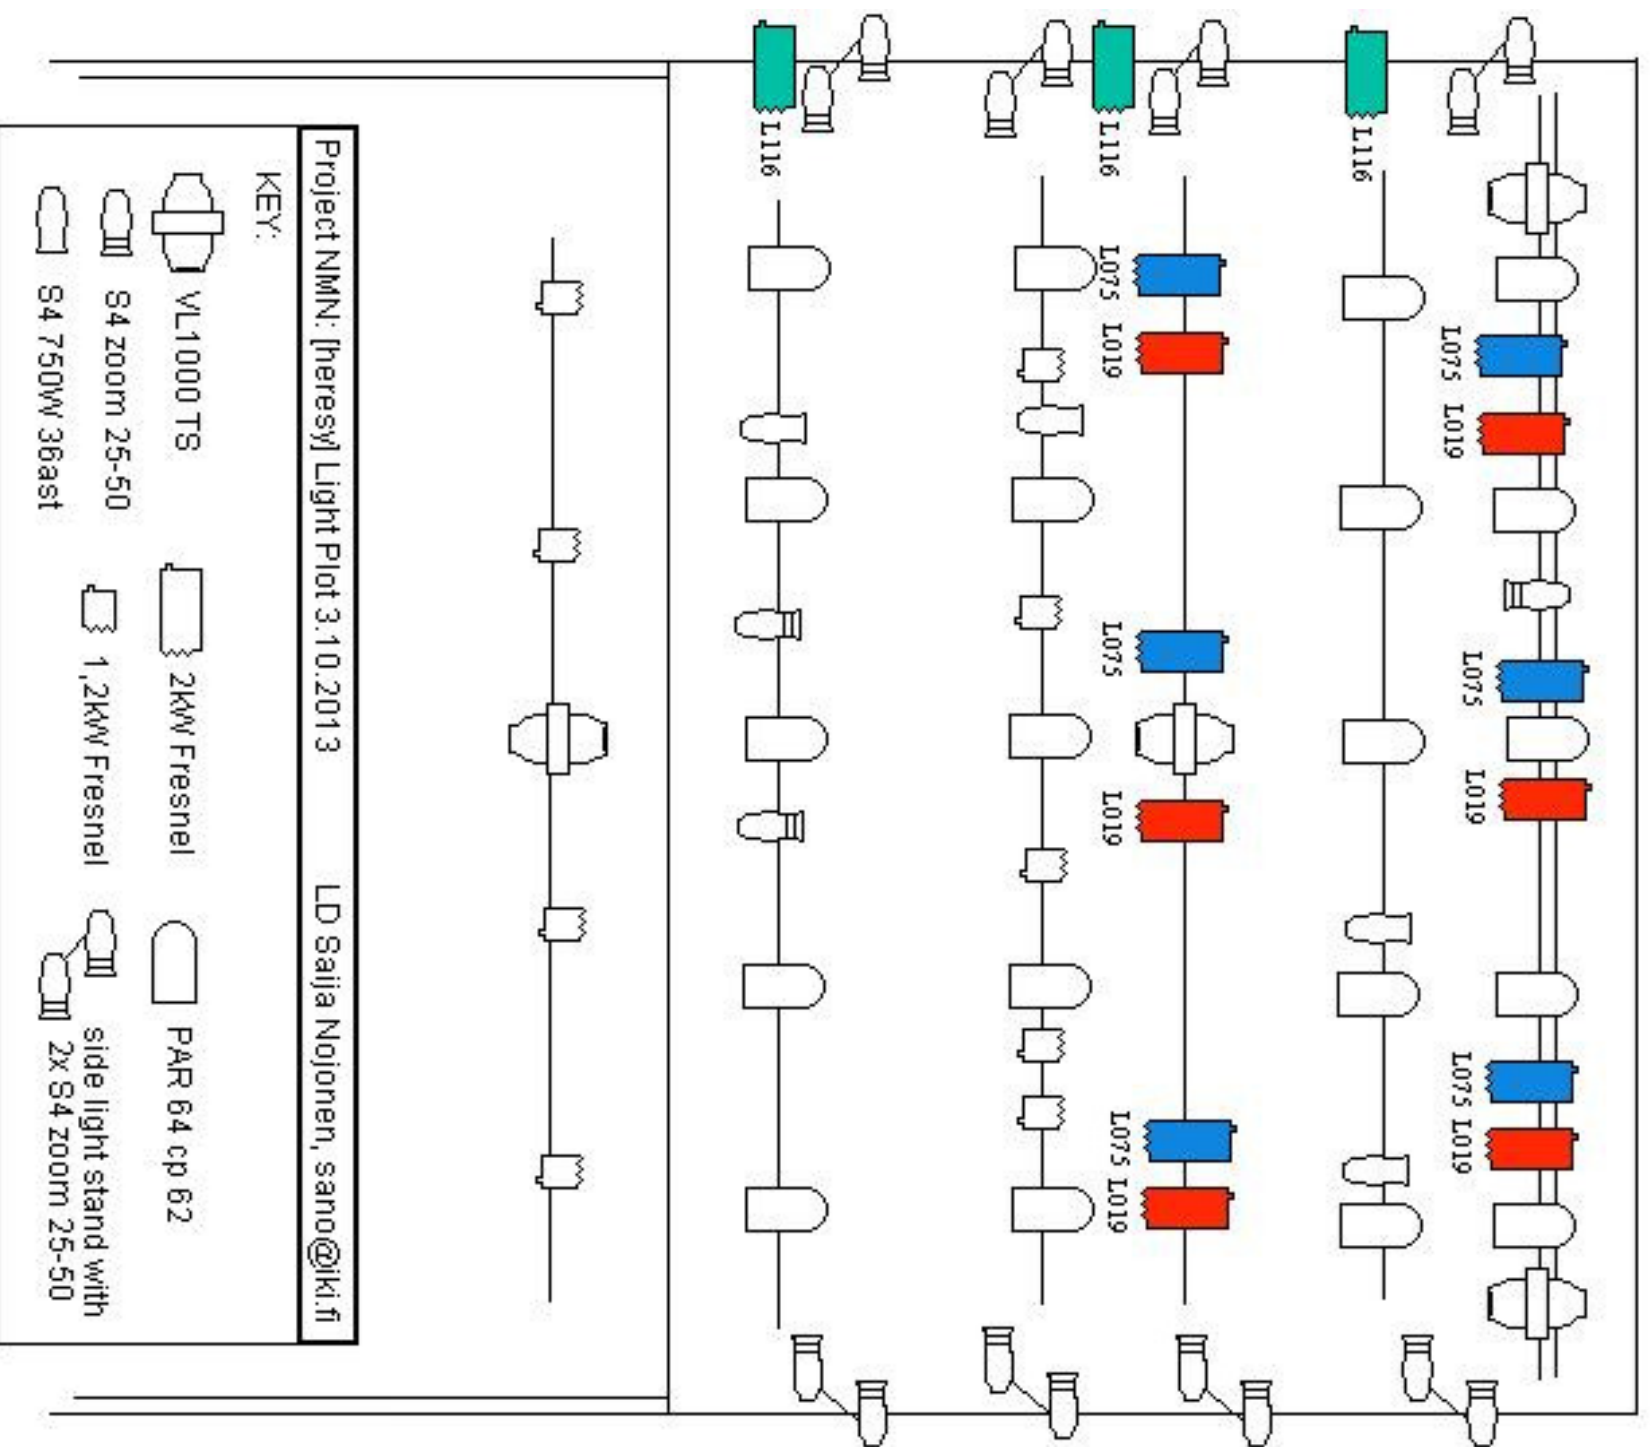 L116
L116
L116
L075
L019
L075
L019
L075
L019
L075
L019
L075
L019
L075 L019
Project NMN: [heresy] Light Plot 3.10.2013 LD Saija Nojonen, sano@iki.fi
KEY:
VL1000 TS
2kW Fresnel
PAR 64 cp 62
S4 zoom 25-50
1,2kW Fresnel
side light stand with
2x S4 zoom 25-50
S4 750W 36ast